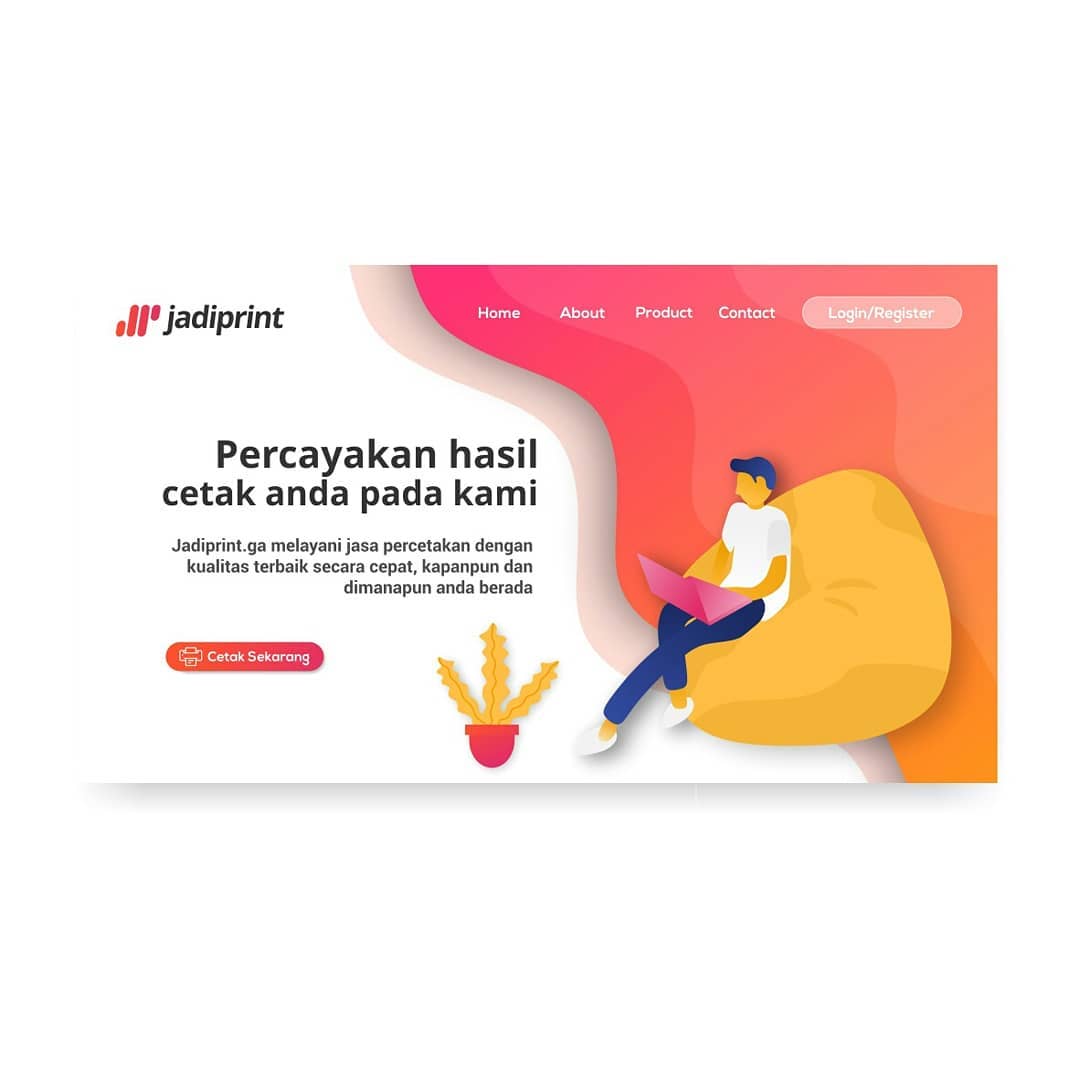 jadiprint
Home
About
Product
Contact
Login/Register
Percayakan hasil
cetak anda pada kami
Jadiprint.ga melayani jasa percetakan dengan
kualitas terbaik secara cepat, kapanpun dan
dimanapun anda berada
Cetak Sekarang